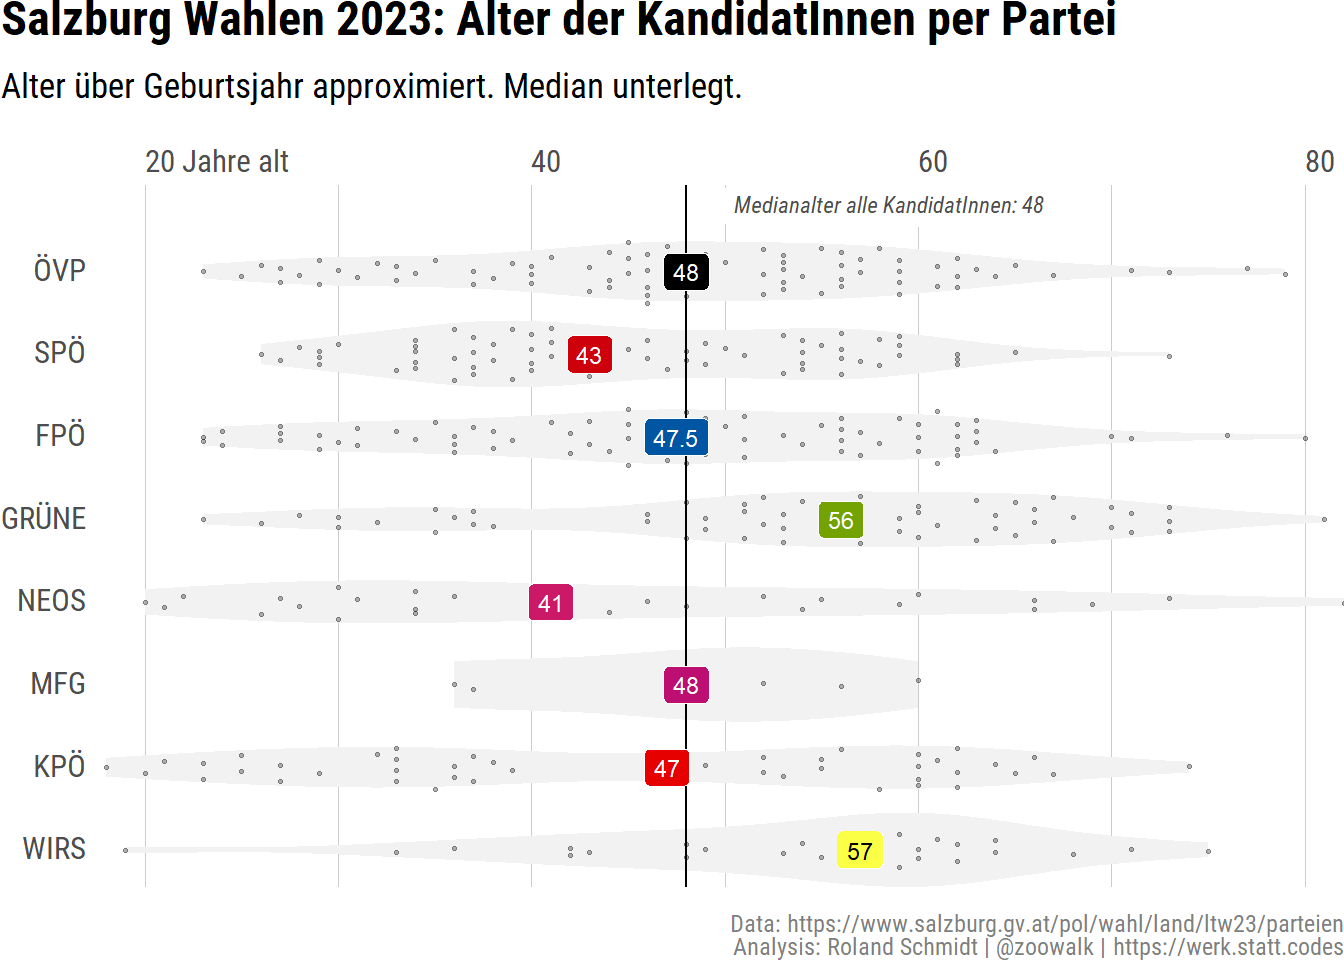 Salzburg Wahlen 2023: Alter der KandidatInnen per Partei
Alter über Geburtsjahr approximiert. Median unterlegt.
20 Jahre alt 40 60 80
Medianalter alle KandidatInnen: 48
ÖVP 48
SPÖ 43
FPÖ 47.5
GRÜNE 56
NEOS 41
MFG 48
KPÖ 47
WIRS 57
Data: https://www.salzburg.gv.at/pol/wahl/land/ltw23/parteien
Analysis: Roland Schmidt | @zoowalk | https://werk.statt.codes